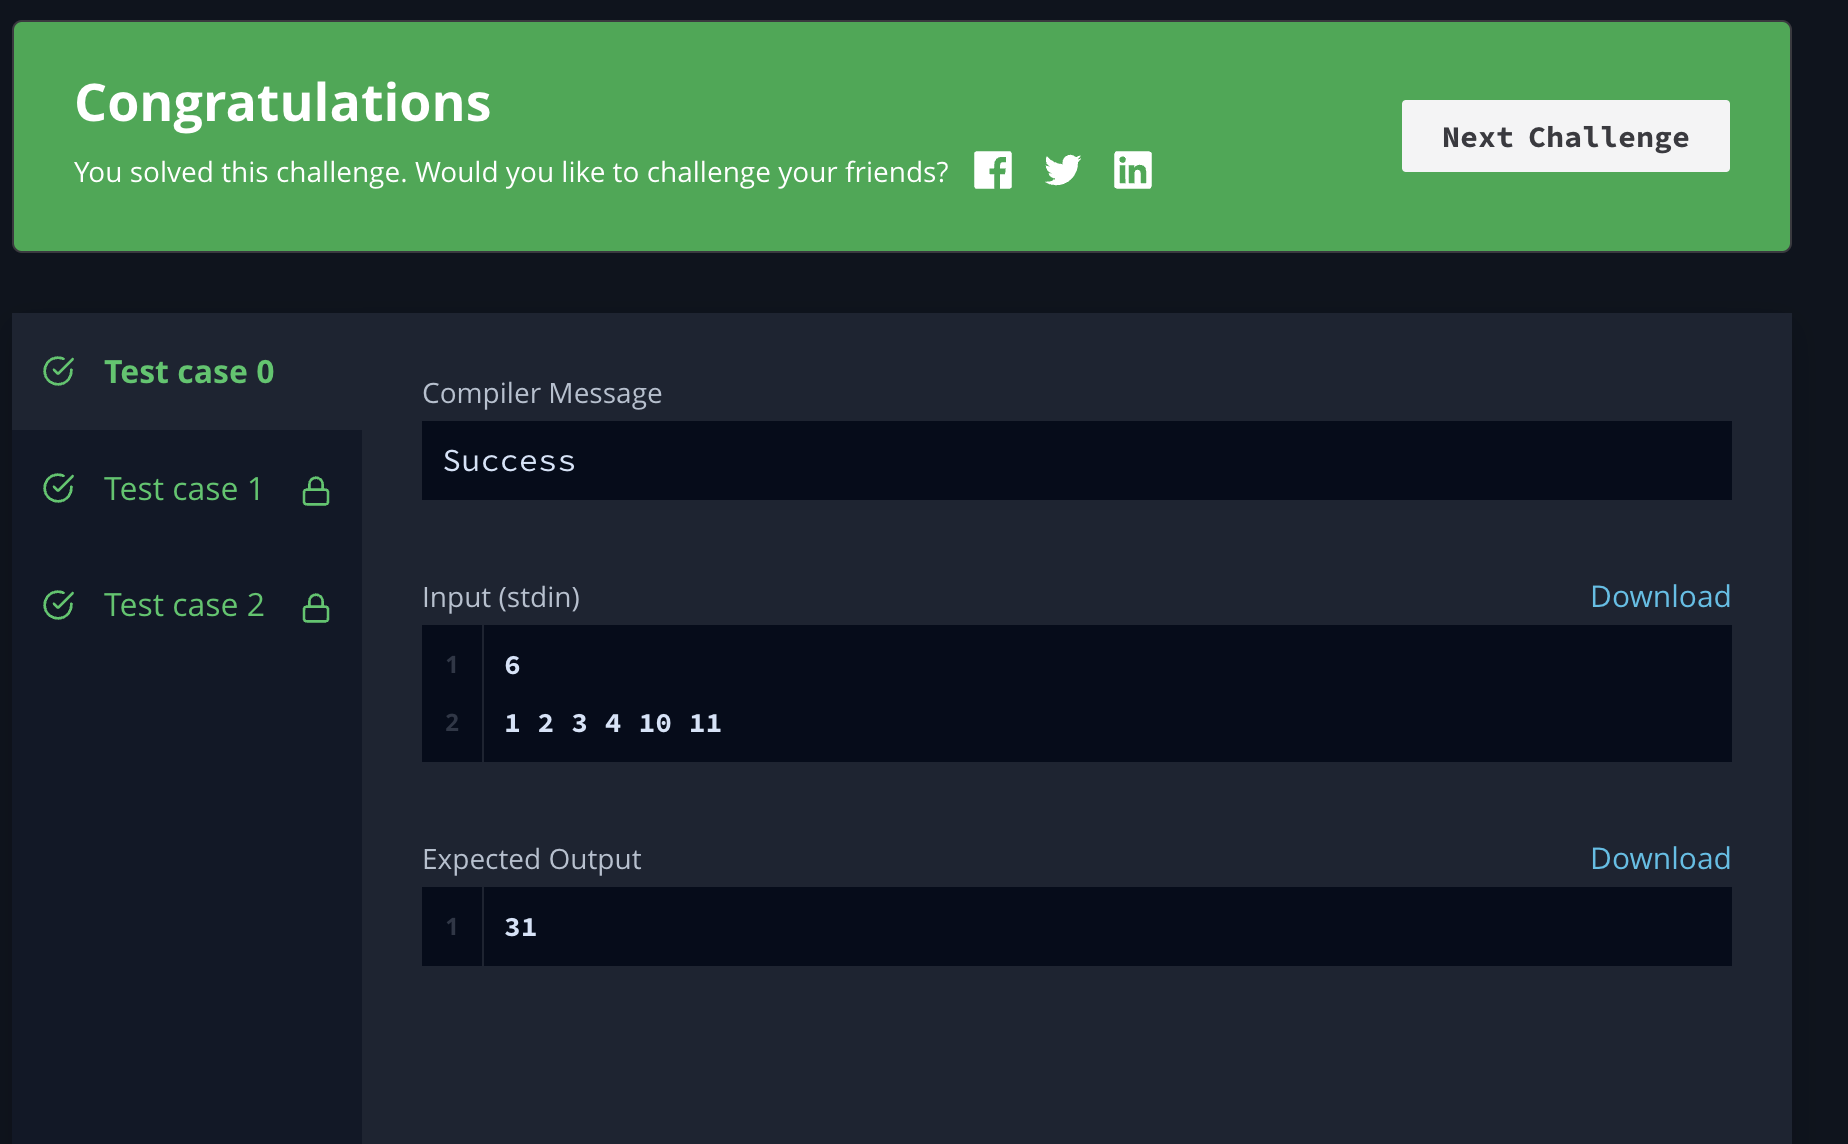 Congratulations
You solved this challenge. Would you like to challenge your friends?
Next Challenge
Test case 0
Test case 1
Test case 2
Compiler Message
Success
Input (stdin)
Download
1 6
2 1 2 3 4 10 11
Expected Output
Download
1 31